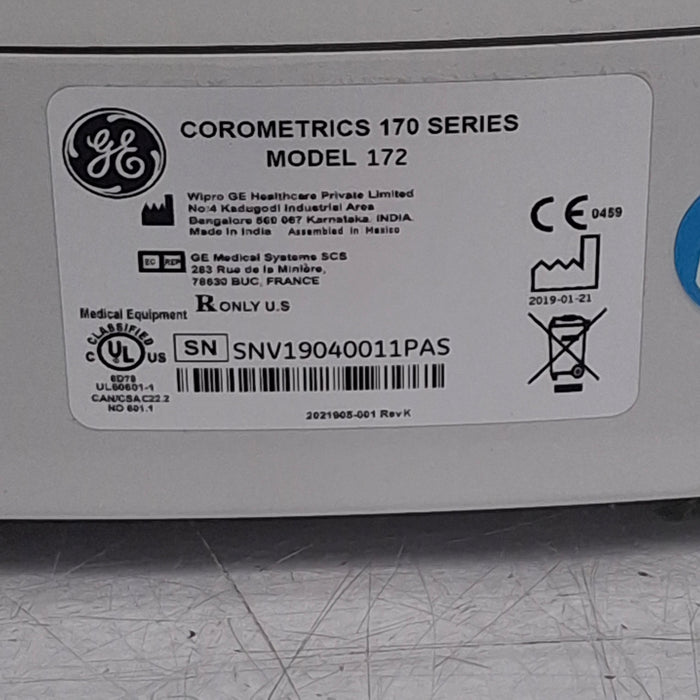 GE
COROMETRICS 170 SERIES
MODEL 172
Wipro GE Healthcare Private Limited
No:4 Kadugodi Industrial Area
Bangalore 560 067 Karnataka, INDIA
Made in India Assembled in Mexico
EC REP
GE Medical Systems SCS
283 Rue de la Minière,
78630 BUC, FRANCE
R ONLY U.S
Medical Equipment
CLASSIFIED
C UL US
6D78
UL60601-1
CAN/CSA C22.2
NO 601.1
SN SNV19040011PAS
2021905-001 Rev K
CE 0459
2019-01-21